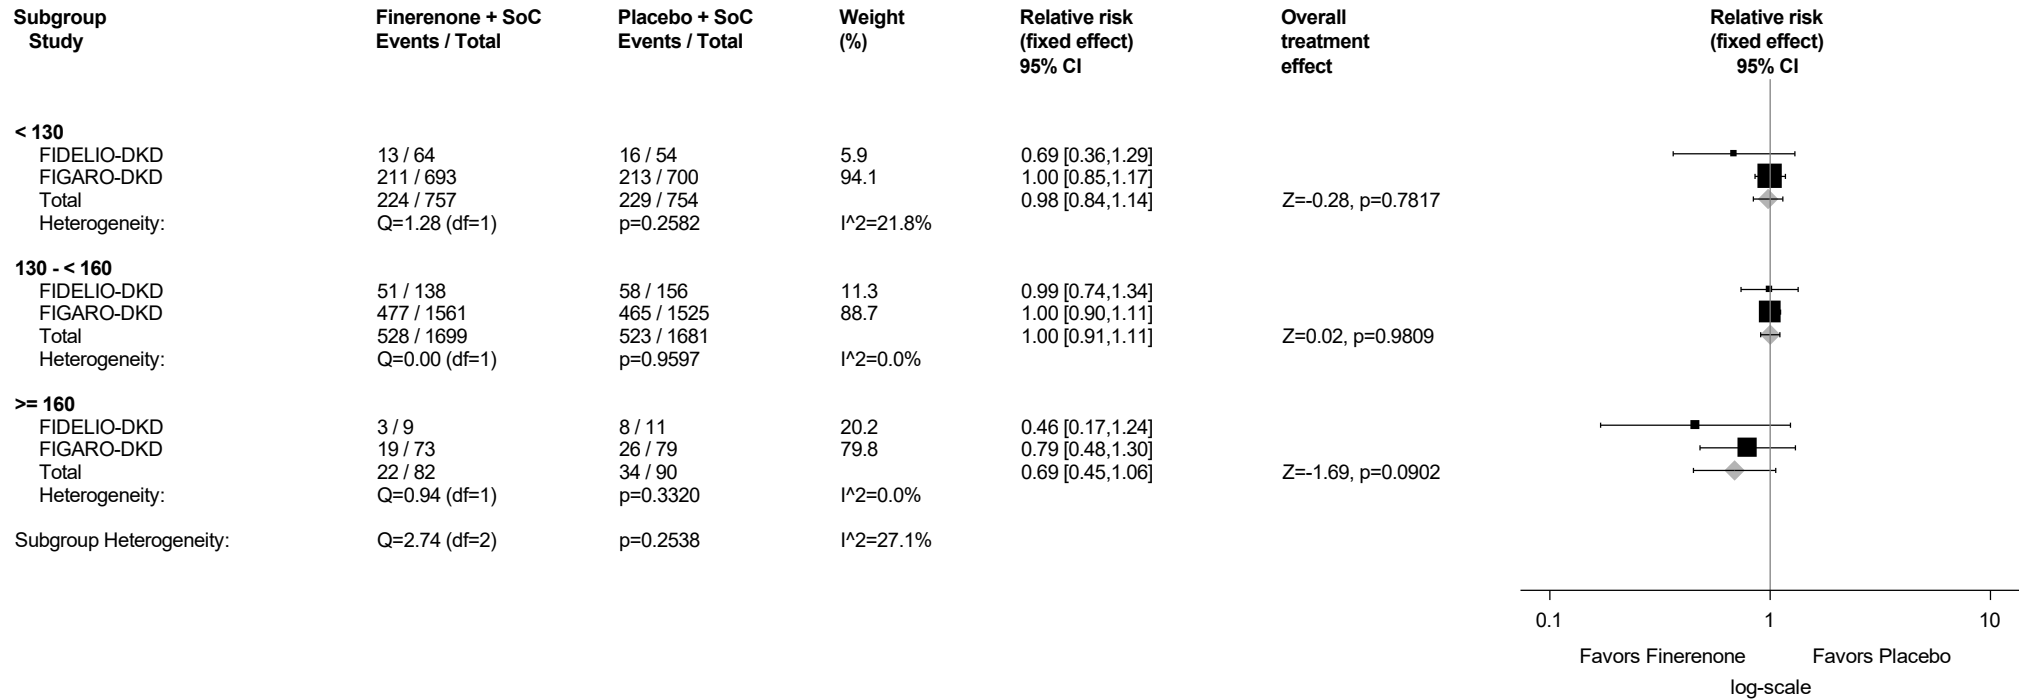 Subgroup Finerenone + SoC Placebo + SoC Weight Relative risk Overall Relative risk
Study Events / Total Events / Total (%) (fixed effect) treatment (fixed effect)
95% CI effect 95% CI
< 130
FIDELIO-DKD 13 / 64 16 / 54 5.9 0.69 [0.36,1.29]
FIGARO-DKD 211 / 693 213 / 700 94.1 1.00 [0.85,1.17]
Total 224 / 757 229 / 754 0.98 [0.84,1.14] Z=-0.28, p=0.7817
Heterogeneity: Q=1.28 (df=1) p=0.2582 I^2=21.8%
130 - < 160
FIDELIO-DKD 51 / 138 58 / 156 11.3 0.99 [0.74,1.34]
FIGARO-DKD 477 / 1561 465 / 1525 88.7 1.00 [0.90,1.11]
Total 528 / 1699 523 / 1681 1.00 [0.91,1.11] Z=0.02, p=0.9809
Heterogeneity: Q=0.00 (df=1) p=0.9597 I^2=0.0%
>= 160
FIDELIO-DKD 3 / 9 8 / 11 20.2 0.46 [0.17,1.24]
FIGARO-DKD 19 / 73 26 / 79 79.8 0.79 [0.48,1.30]
Total 22 / 82 34 / 90 0.69 [0.45,1.06] Z=-1.69, p=0.0902
Heterogeneity: Q=0.94 (df=1) p=0.3320 I^2=0.0%
Subgroup Heterogeneity: Q=2.74 (df=2) p=0.2538 I^2=27.1%
0.1 1 10
Favors Finerenone Favors Placebo
log-scale